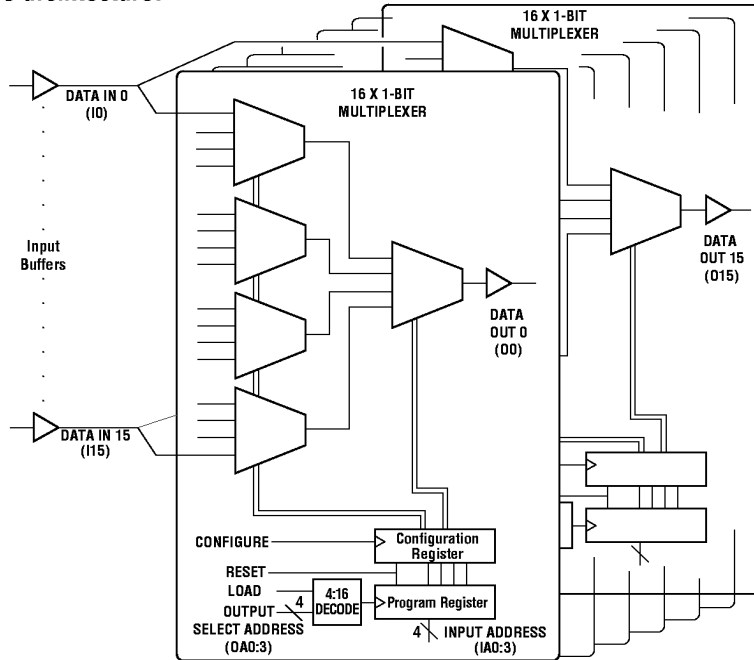 16 X 1-BIT
MULTIPLEXER
DATA IN 0
(I0)
16 X 1-BIT
MULTIPLEXER
Input
Buffers
DATA
OUT 15
(O15)
DATA
OUT 0
(O0)
DATA IN 15
(I15)
CONFIGURE
Configuration
Register
RESET
LOAD
OUTPUT
4
SELECT ADDRESS
(OA0:3)
4:16
DECODE
Program Register
4
INPUT ADDRESS
(IA0:3)